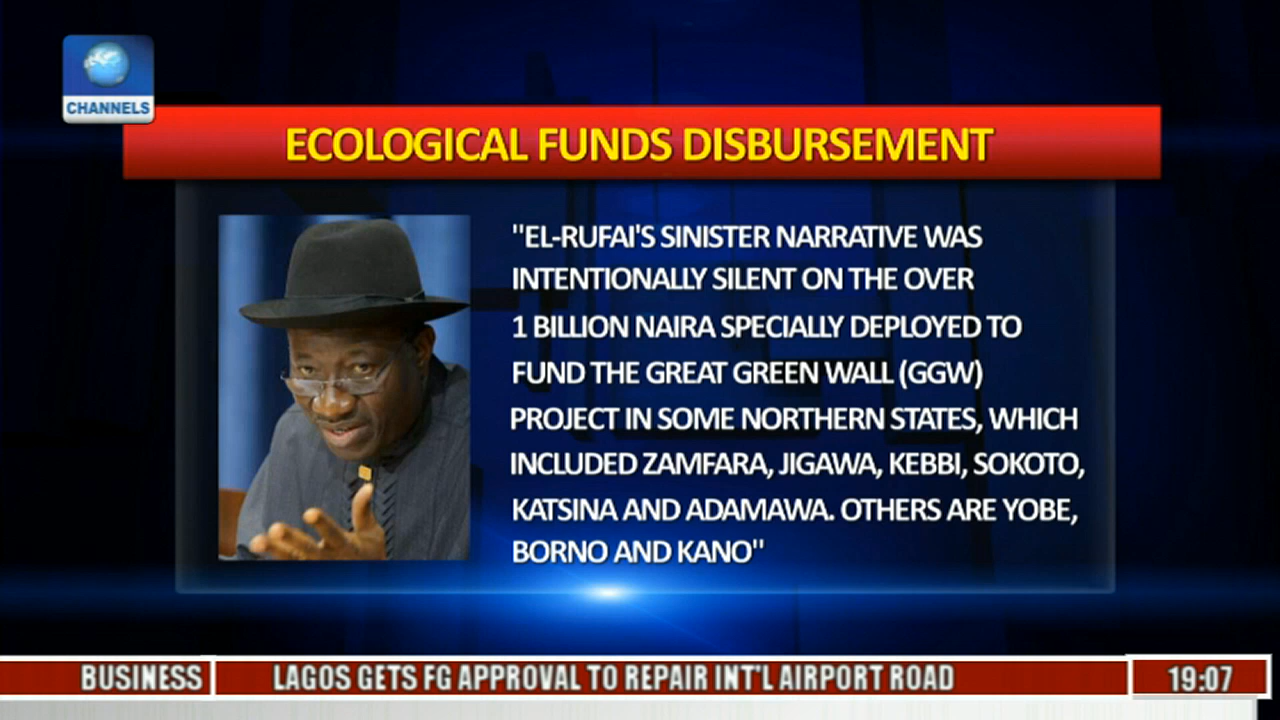 CHANNELS
ECOLOGICAL FUNDS DISBURSEMENT
"EL-RUFAI'S SINISTER NARRATIVE WAS
INTENTIONALLY SILENT ON THE OVER
1 BILLION NAIRA SPECIALLY DEPLOYED TO
FUND THE GREAT GREEN WALL (GGW)
PROJECT IN SOME NORTHERN STATES, WHICH
INCLUDED ZAMFARA, JIGAWA, KEBBI, SOKOTO,
KATSINA AND ADAMAWA. OTHERS ARE YOBE,
BORNO AND KANO"
BUSINESS
LAGOS GETS FG APPROVAL TO REPAIR INT'L AIRPORT ROAD
19:07